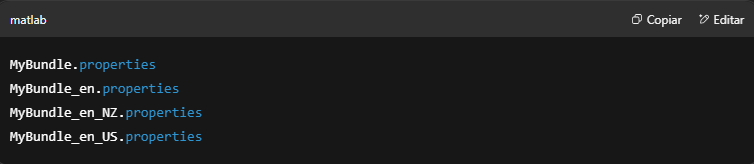 matlab Copiar Editar
MyBundle.properties
MyBundle_en.properties
MyBundle_en_NZ.properties
MyBundle_en_US.properties